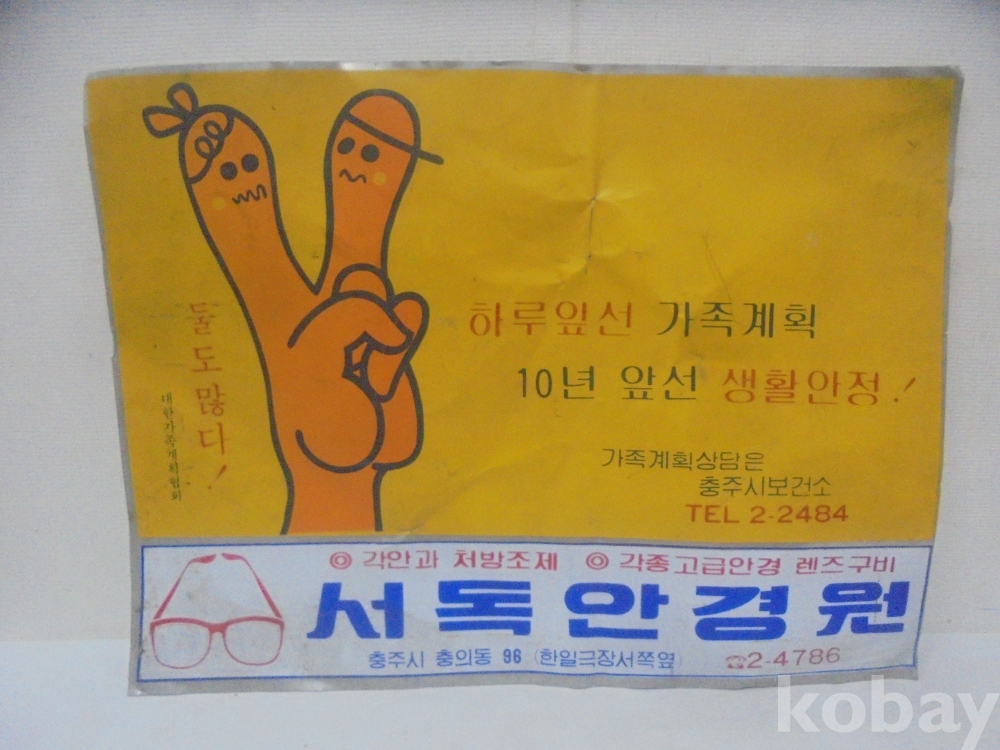 둘도많다!
대한가족계획협회
하루앞선 가족계획
10년 앞선 생활안정!
가족계획상담은
충주시보건소
TEL 2-2484
◎ 각안과 처방조제 ◎ 각종고급안경 렌즈구비
서독안경원
충주시 충의동 96 (한일극장서쪽옆) ☎2-4786
kobay